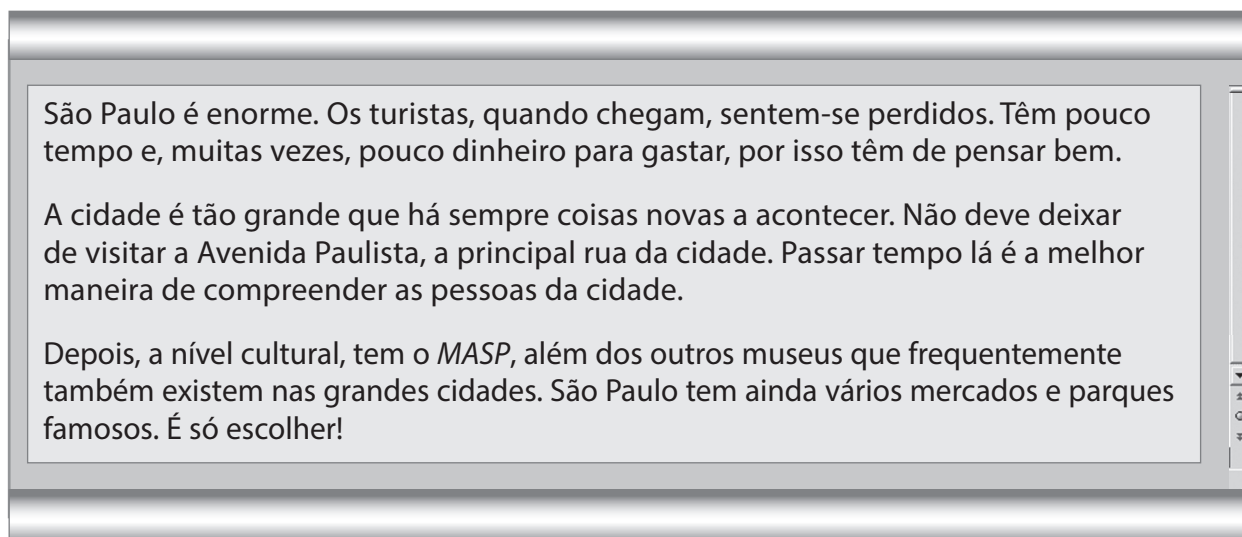 São Paulo é enorme. Os turistas, quando chegam, sentem-se perdidos. Têm pouco
tempo e, muitas vezes, pouco dinheiro para gastar, por isso têm de pensar bem.
A cidade é tão grande que há sempre coisas novas a acontecer. Não deve deixar
de visitar a Avenida Paulista, a principal rua da cidade. Passar tempo lá é a melhor
maneira de compreender as pessoas da cidade.
Depois, a nível cultural, tem o MASP, além dos outros museus que frequentemente
também existem nas grandes cidades. São Paulo tem ainda vários mercados e parques
famosos. É só escolher!